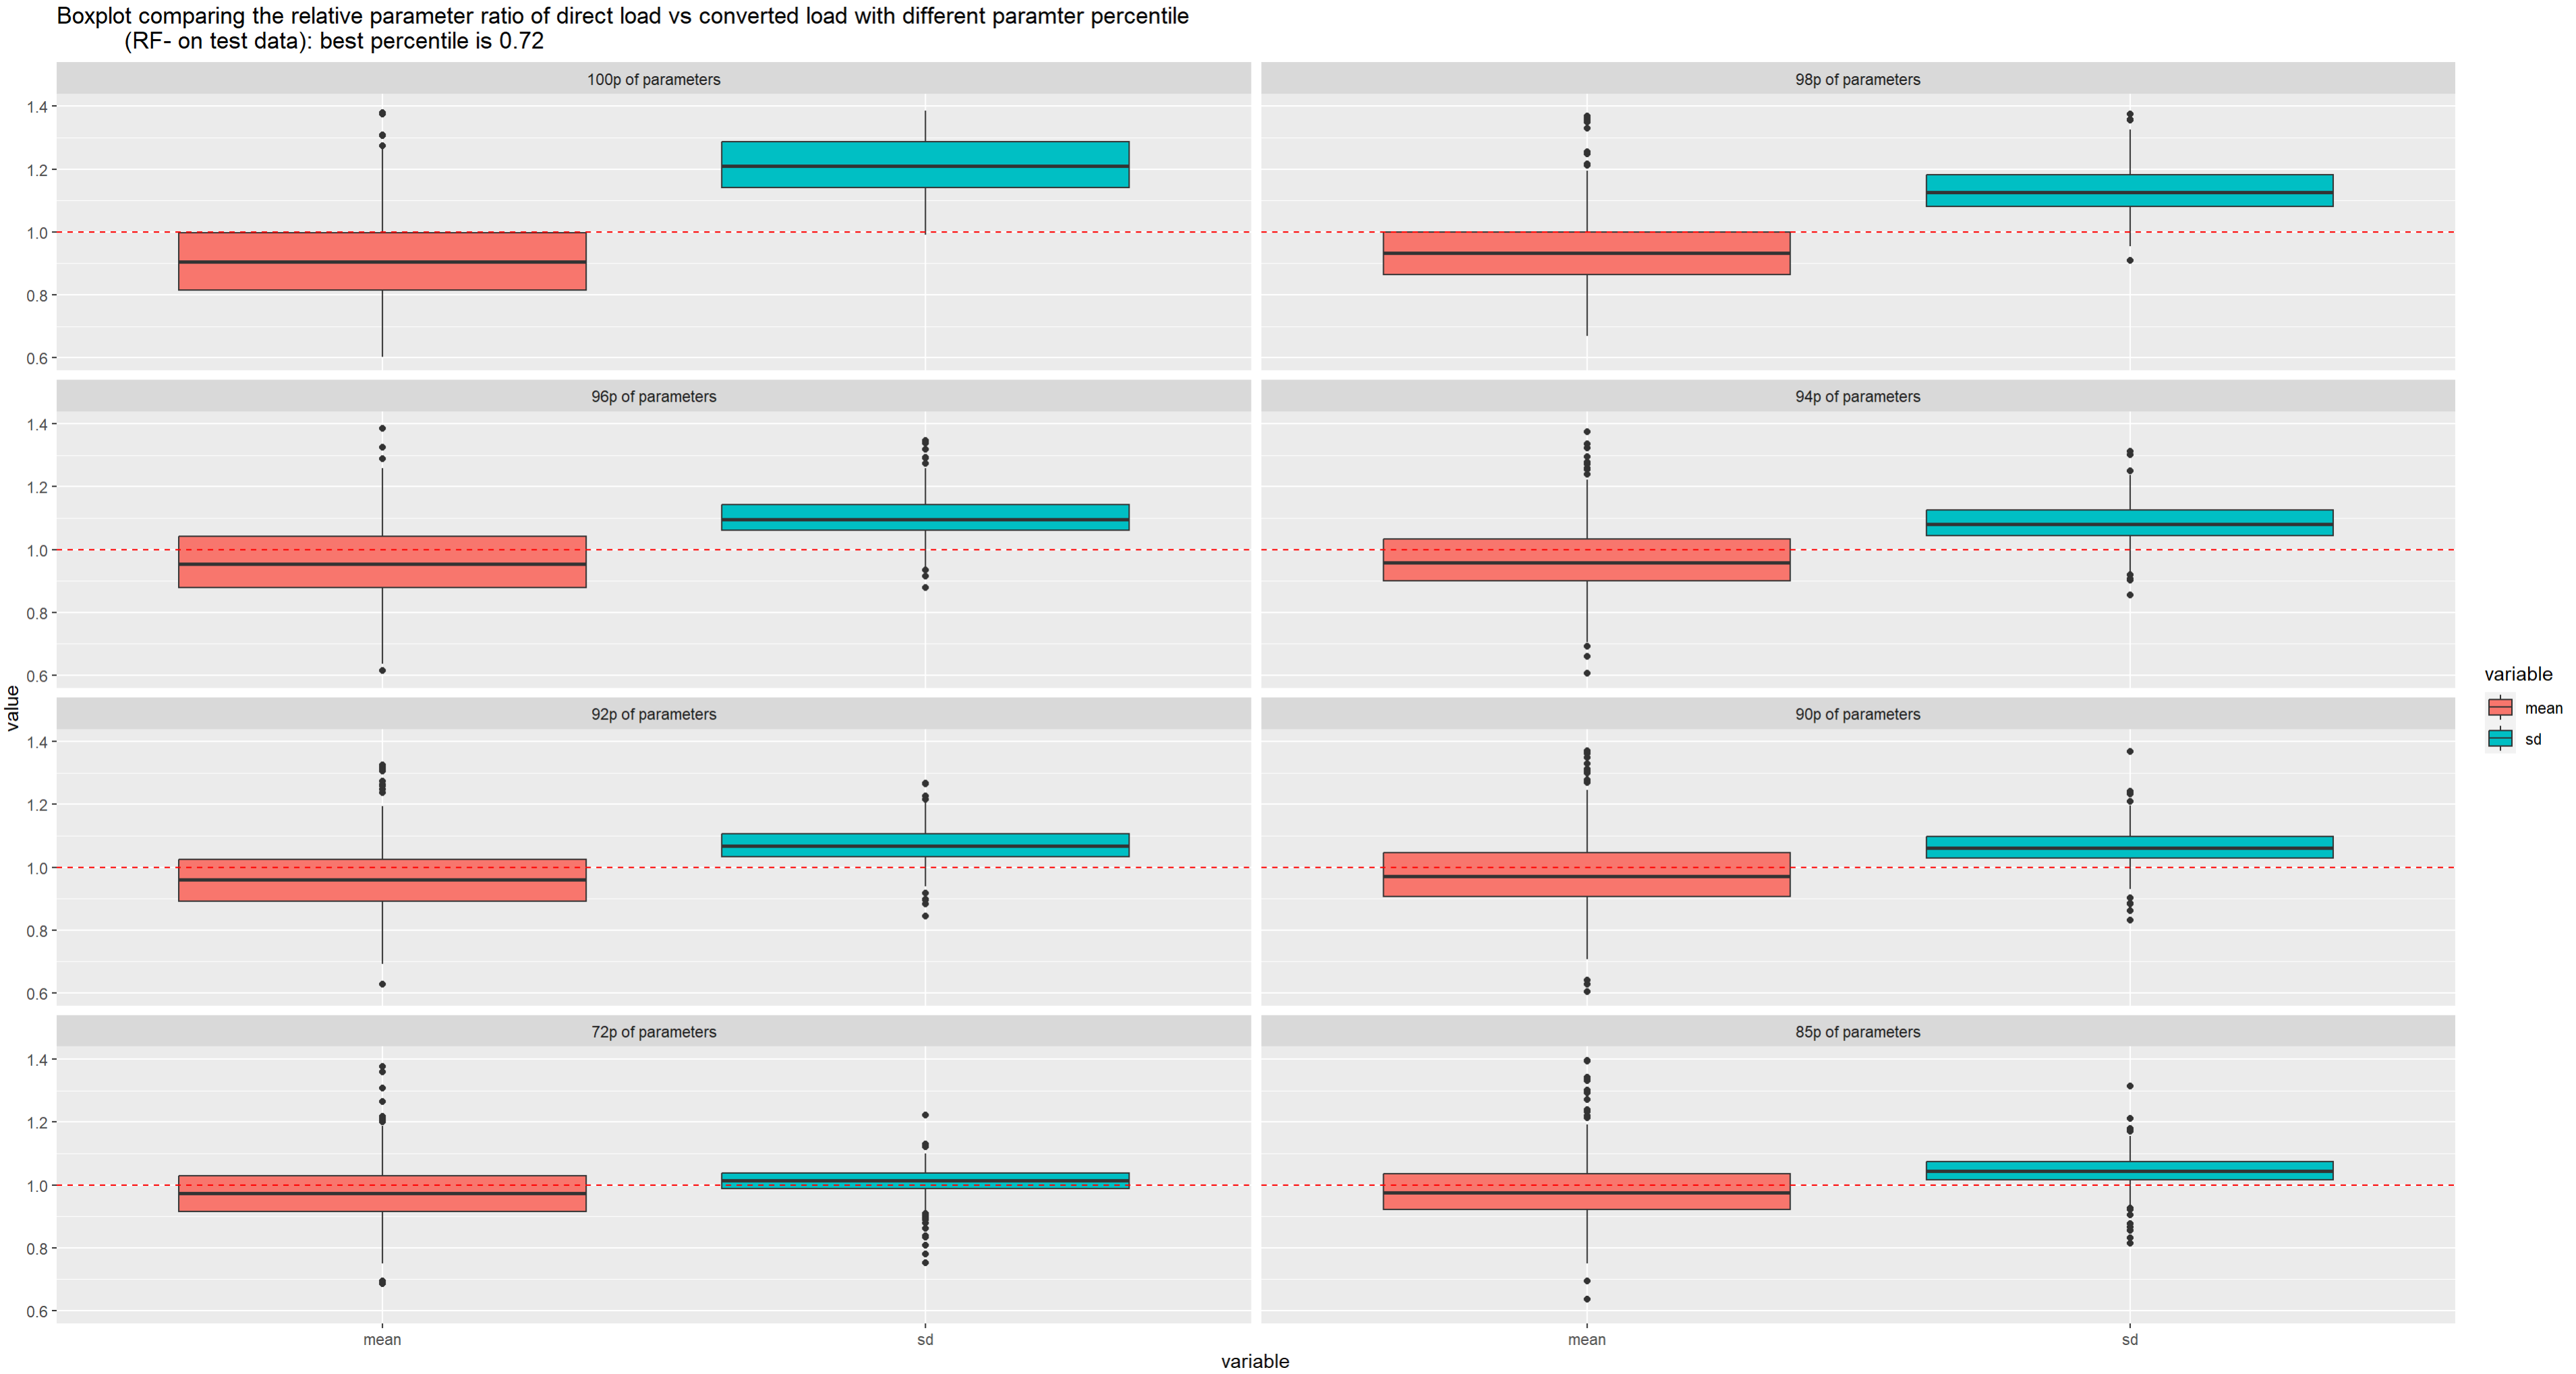 Boxplot comparing the relative parameter ratio of direct load vs converted load with different paramter percentile
(RF- on test data): best percentile is 0.72
100p of parameters
98p of parameters
1.4
1.2
1.0
0.8
0.6
96p of parameters
94p of parameters
1.4
1.2
1.0
0.8
0.6
92p of parameters
90p of parameters
1.4
1.2
1.0
0.8
0.6
72p of parameters
85p of parameters
1.4
1.2
1.0
0.8
0.6
mean
sd
mean
sd
variable
value
variable
mean
sd